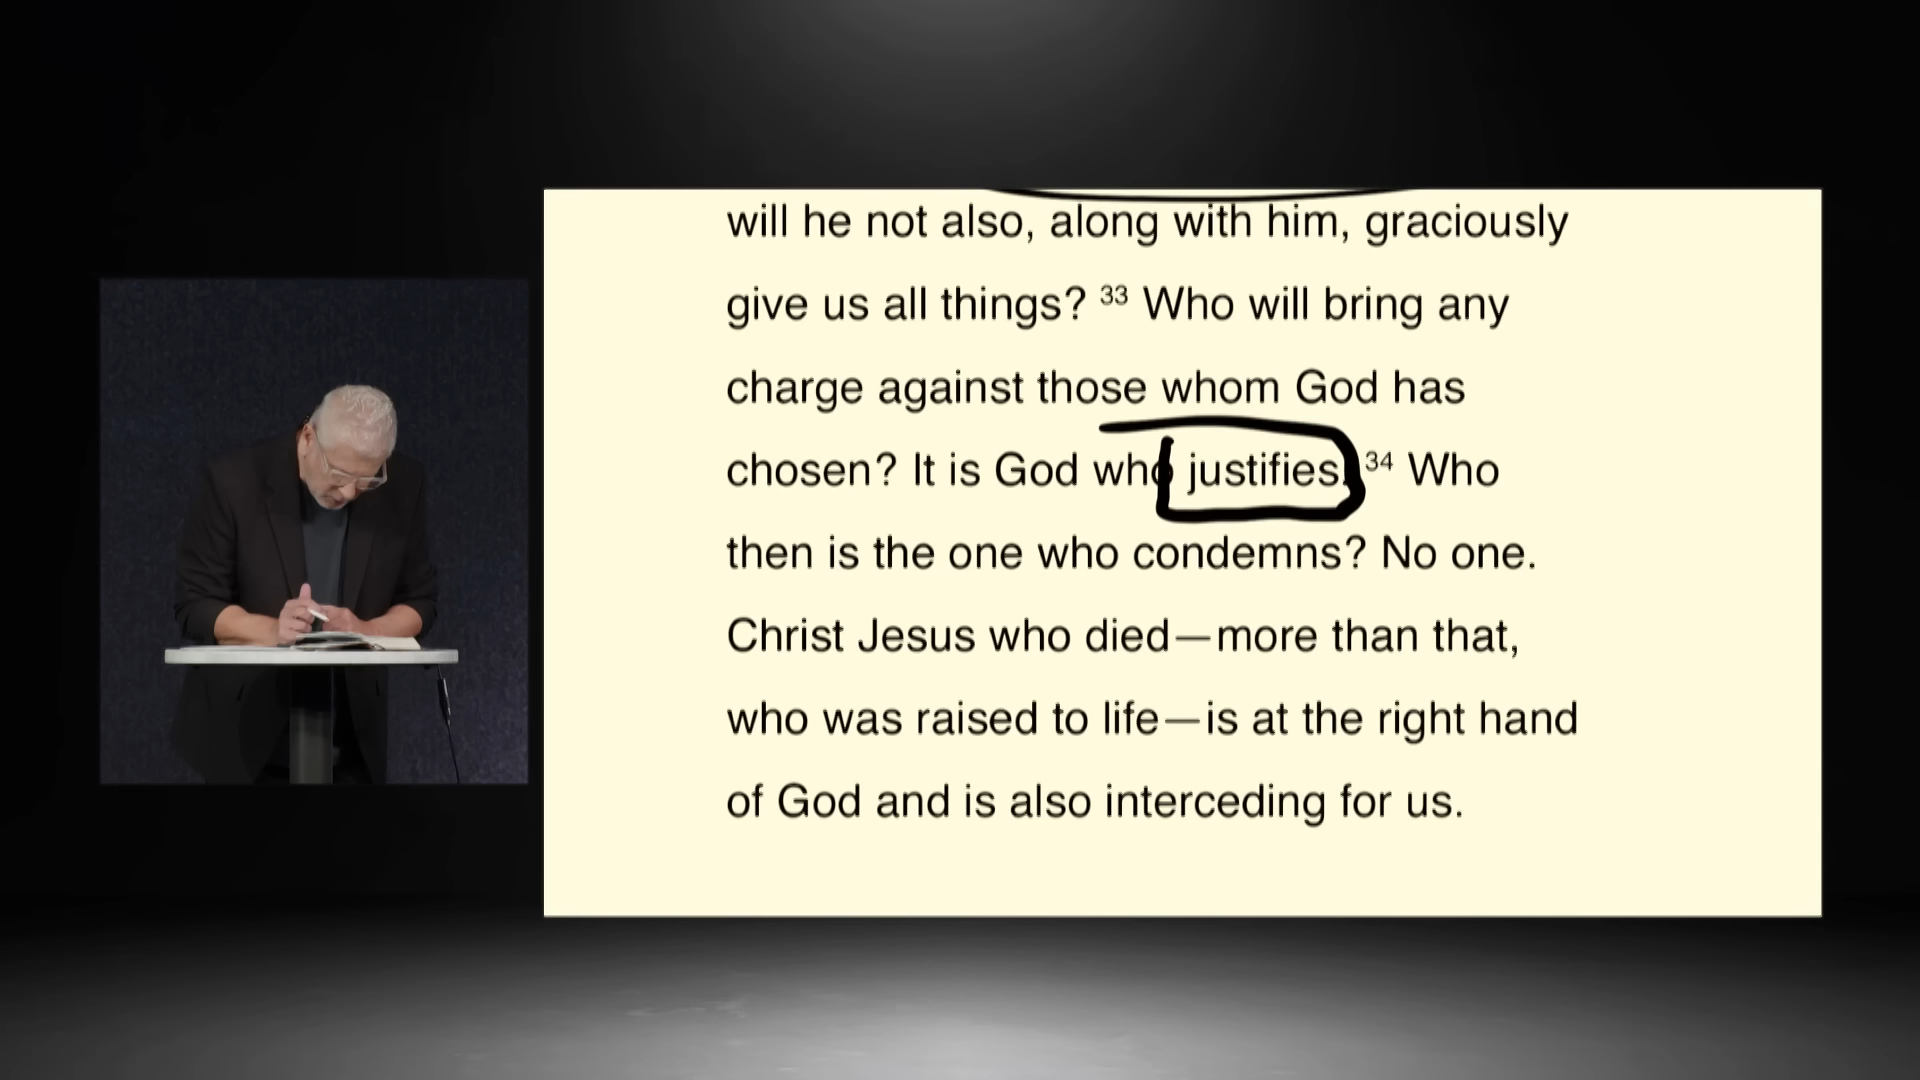 will he not also, along with him, graciously
give us all things? 33 Who will bring any
charge against those whom God has
chosen? It is God who justifies. 34 Who
then is the one who condemns? No one.
Christ Jesus who died—more than that,
who was raised to life—is at the right hand
of God and is also interceding for us.